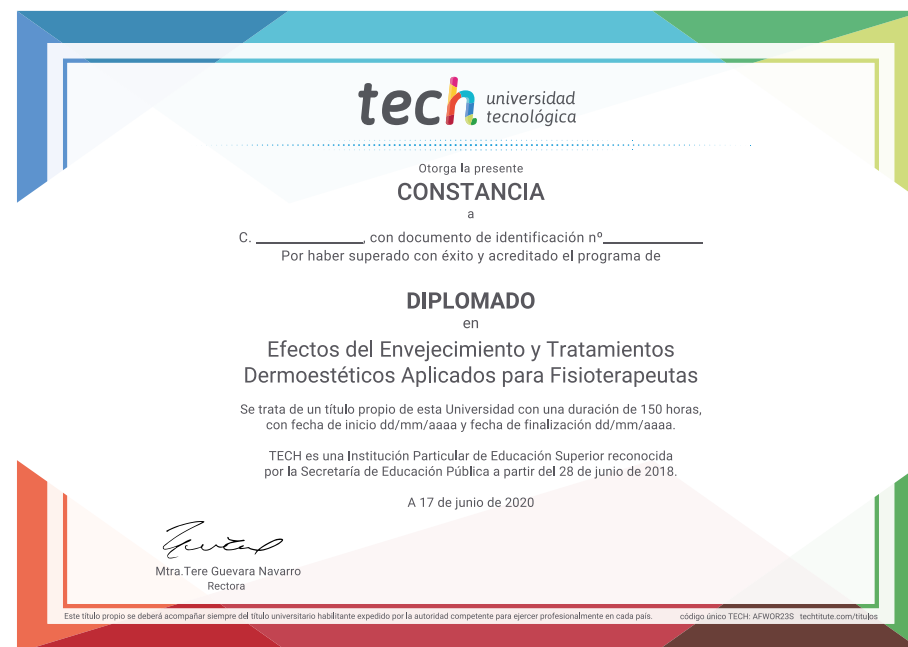 tech universidad
tecnológica
Otorga la presente
CONSTANCIA
a
C. ____________, con documento de identificación nº____________
Por haber superado con éxito y acreditado el programa de
DIPLOMADO
en
Efectos del Envejecimiento y Tratamientos
Dermoestéticos Aplicados para Fisioterapeutas
Se trata de un título propio de esta Universidad con una duración de 150 horas,
con fecha de inicio dd/mm/aaaa y fecha de finalización dd/mm/aaaa.
TECH es una Institución Particular de Educación Superior reconocida
por la Secretaría de Educación Pública a partir del 28 de junio de 2018.
A 17 de junio de 2020
Mtra.Tere Guevara Navarro
Rectora
Este título propio se deberá acompañar siempre del título universitario habilitante expedido por la autoridad competente para ejercer profesionalmente en cada país. código único TECH: AFWOR23S techtitute.com/titulos